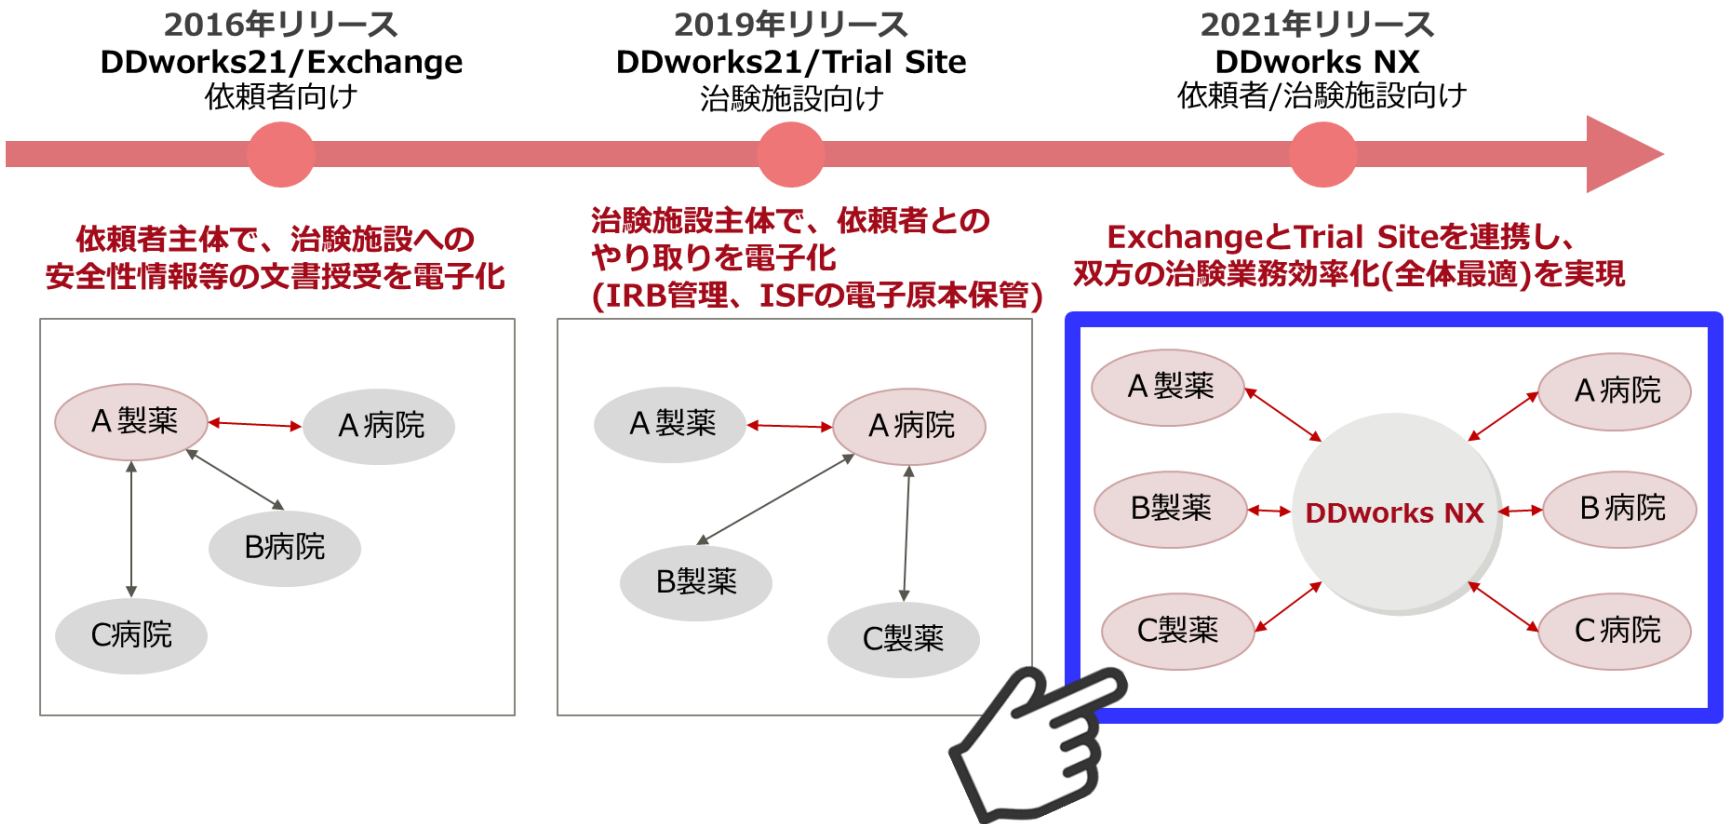 2016年リリース
DDworks21/Exchange
依頼者向け
2019年リリース
DDworks21/Trial Site
治験施設向け
2021年リリース
DDworks NX
依頼者/治験施設向け
依頼者主体で、治験施設への
安全性情報等の文書授受を電子化
治験施設主体で、依頼者との
やり取りを電子化
(IRB管理、ISFの電子原本保管)
ExchangeとTrial Siteを連携し、
双方の治験業務効率化(全体最適)を実現
A製薬
A病院
B病院
C病院
A製薬
A病院
B製薬
C製薬
A製薬
A病院
B製薬
DDworks NX
B病院
C製薬
C病院